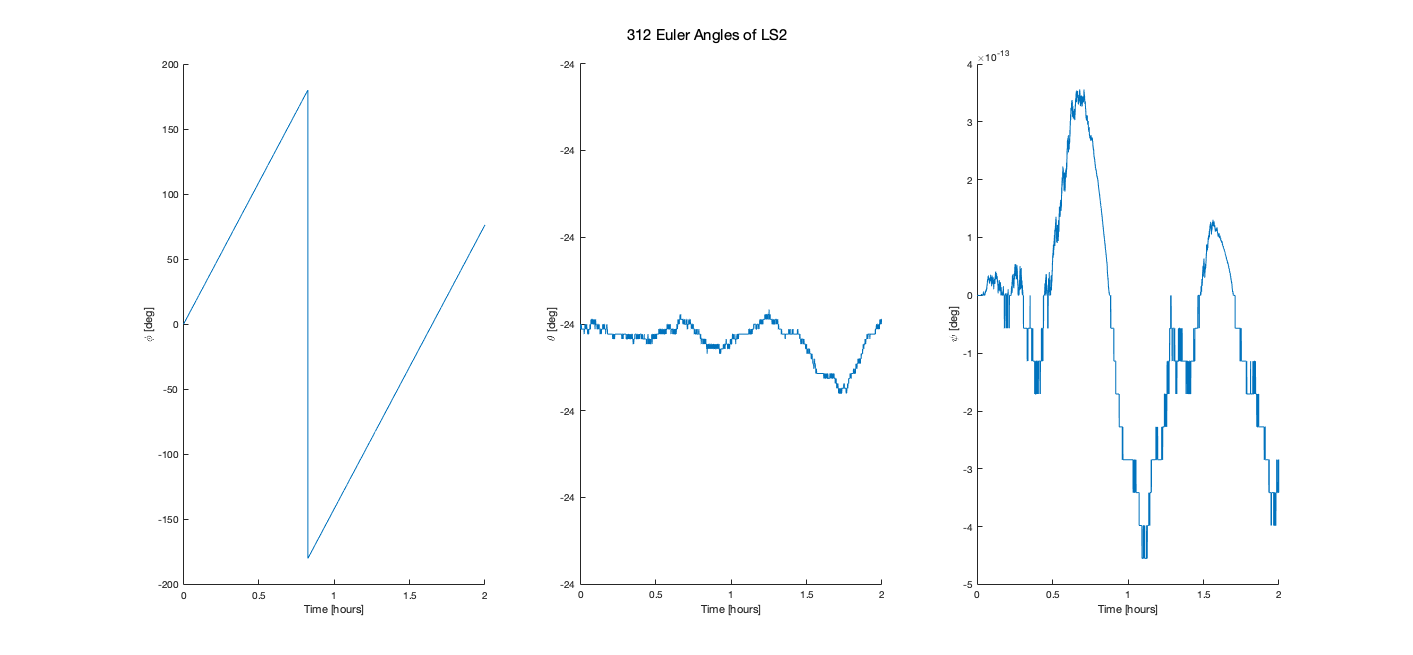 312 Euler Angles of LS2
200
150
100
50
0
-50
-100
-150
-200
ϕ [deg]
0 0.5 1 1.5 2
Time [hours]
-24
-24
-24
-24
-24
-24
-24
θ [deg]
0 0.5 1 1.5 2
Time [hours]
×10⁻¹³
4
3
2
1
0
-1
-2
-3
-4
-5
ψ [deg]
0 0.5 1 1.5 2
Time [hours]